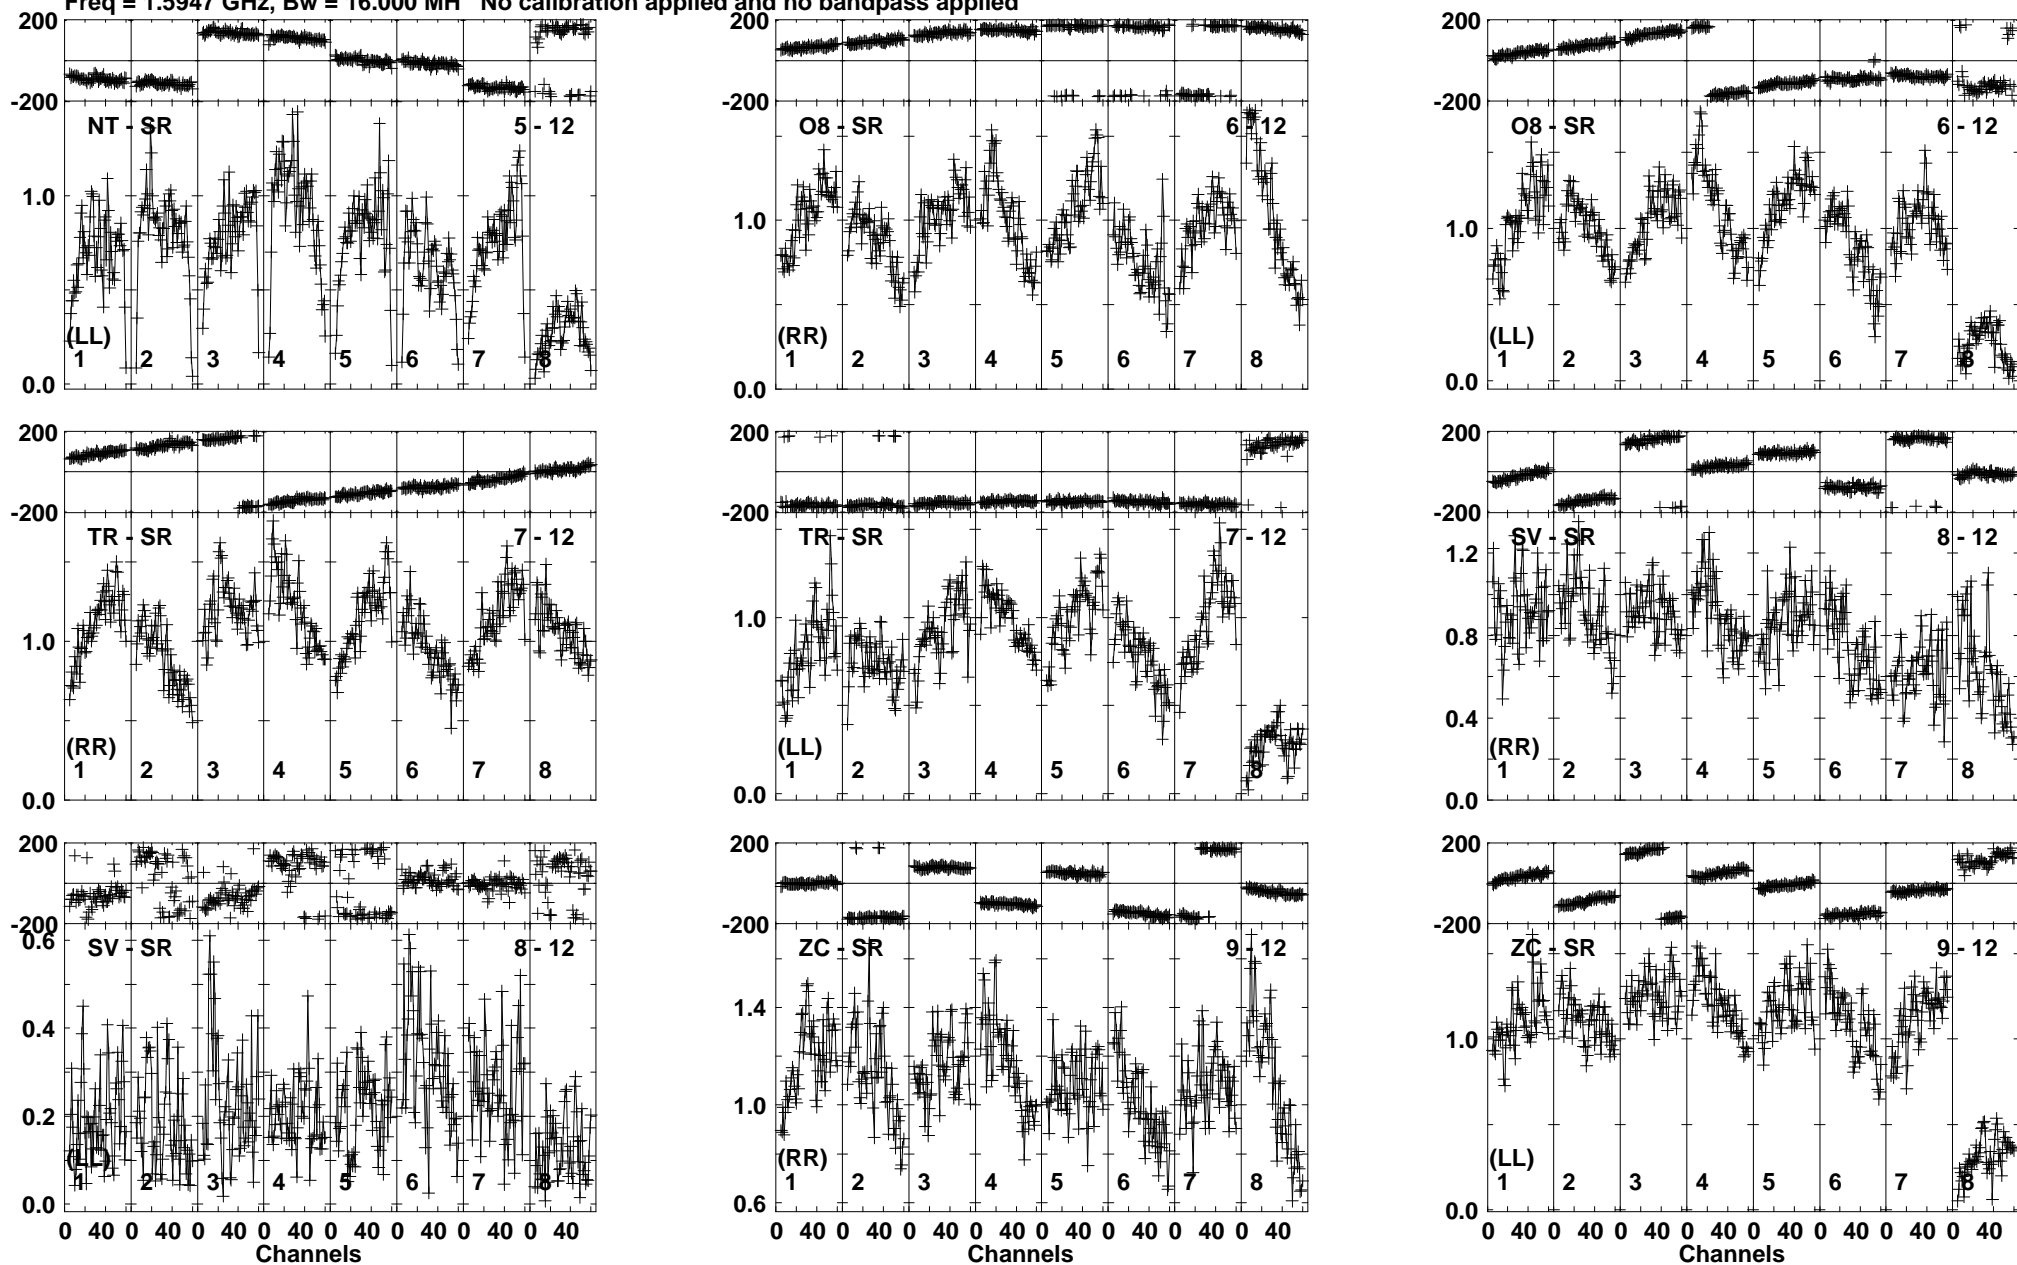 Freq = 1.5947 GHz, Bw = 16.000 MH No calibration applied and no bandpass applied
200 200 200
-200 -200 -200
NT - SR 5 - 12 O8 - SR 6 - 12 O8 - SR 6 - 12
1.0 1.0 1.0
(LL) (RR) (LL)
1 2 3 4 5 6 7 8 1 2 3 4 5 6 7 8 1 2 3 4 5 6 7 8
0.0 0.0 0.0
200 200 200
-200 -200 -200
TR - SR 7 - 12 TR - SR 7 - 12 SV - SR 8 - 12
1.2
1.0 1.0 0.8
0.4
(RR) (LL) (RR)
1 2 3 4 5 6 7 8 1 2 3 4 5 6 7 8 1 2 3 4 5 6 7 8
0.0 0.0 0.0
200 200 200
-200 -200 -200
0.6
SV - SR 8 - 12 ZC - SR 9 - 12 ZC - SR 9 - 12
0.4 1.4 1.0
0.2 1.0
(LL) (RR) (LL)
1 2 3 4 5 6 7 8 1 2 3 4 5 6 7 8 1 2 3 4 5 6 7 8
0.0 0.6 0.0
0 40 0 40 0 40 0 40 0 40 0 40 0 40 0 40 0 40 0 40 0 40 0 40 0 40 0 40 0 40 0 40 0 40 0 40 0 40 0 40 0 40 0 40 0 40 0 40
Channels Channels Channels